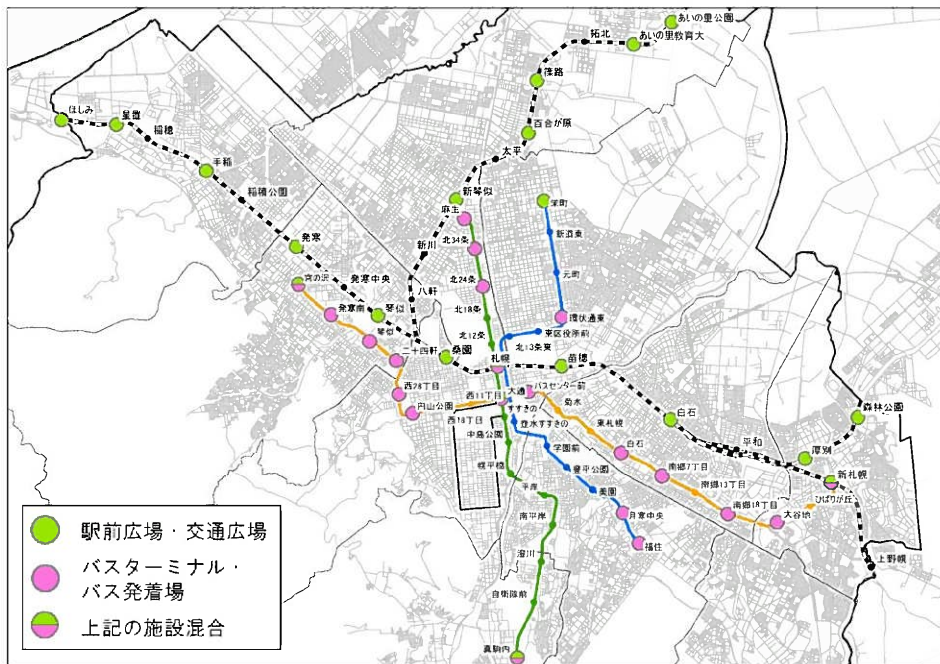 あいの里公園
拓北
あいの里教育大
篠路
ほしみ
星置
稲穂
百合が原
太平
手稲
稲積公園
新琴似
麻生
栄町
新道東
北34条
発寒
新川
元町
宮の沢
発寒中央
北24条
八軒
北18条
発寒南
琴似
環状通東
東区役所前
琴似
北12条
北13条東
二十四軒
桑園
札幌
苗穂
西28丁目
大通
バスセンター前
西11丁目
円山公園
すすきの
菊水
森林公園
西18丁目
豊水すすきの
白石
東札幌
中島公園
学園前
平和
白石
厚別
幌平橋
豊平公園
南郷7丁目
新札幌
平岸
美園
南郷13丁目
ひばりが丘
南平岸
月寒中央
南郷18丁目
大谷地
福住
澄川
上野幌
自衛隊前
真駒内
駅前広場・交通広場
バスターミナル・
バス発着場
上記の施設混合